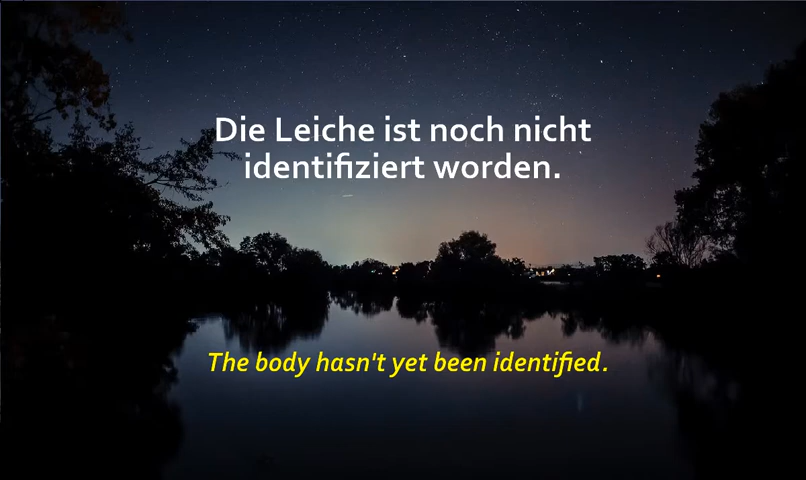 Die Leiche ist noch nicht
identifiziert worden.
The body hasn't yet been identified.